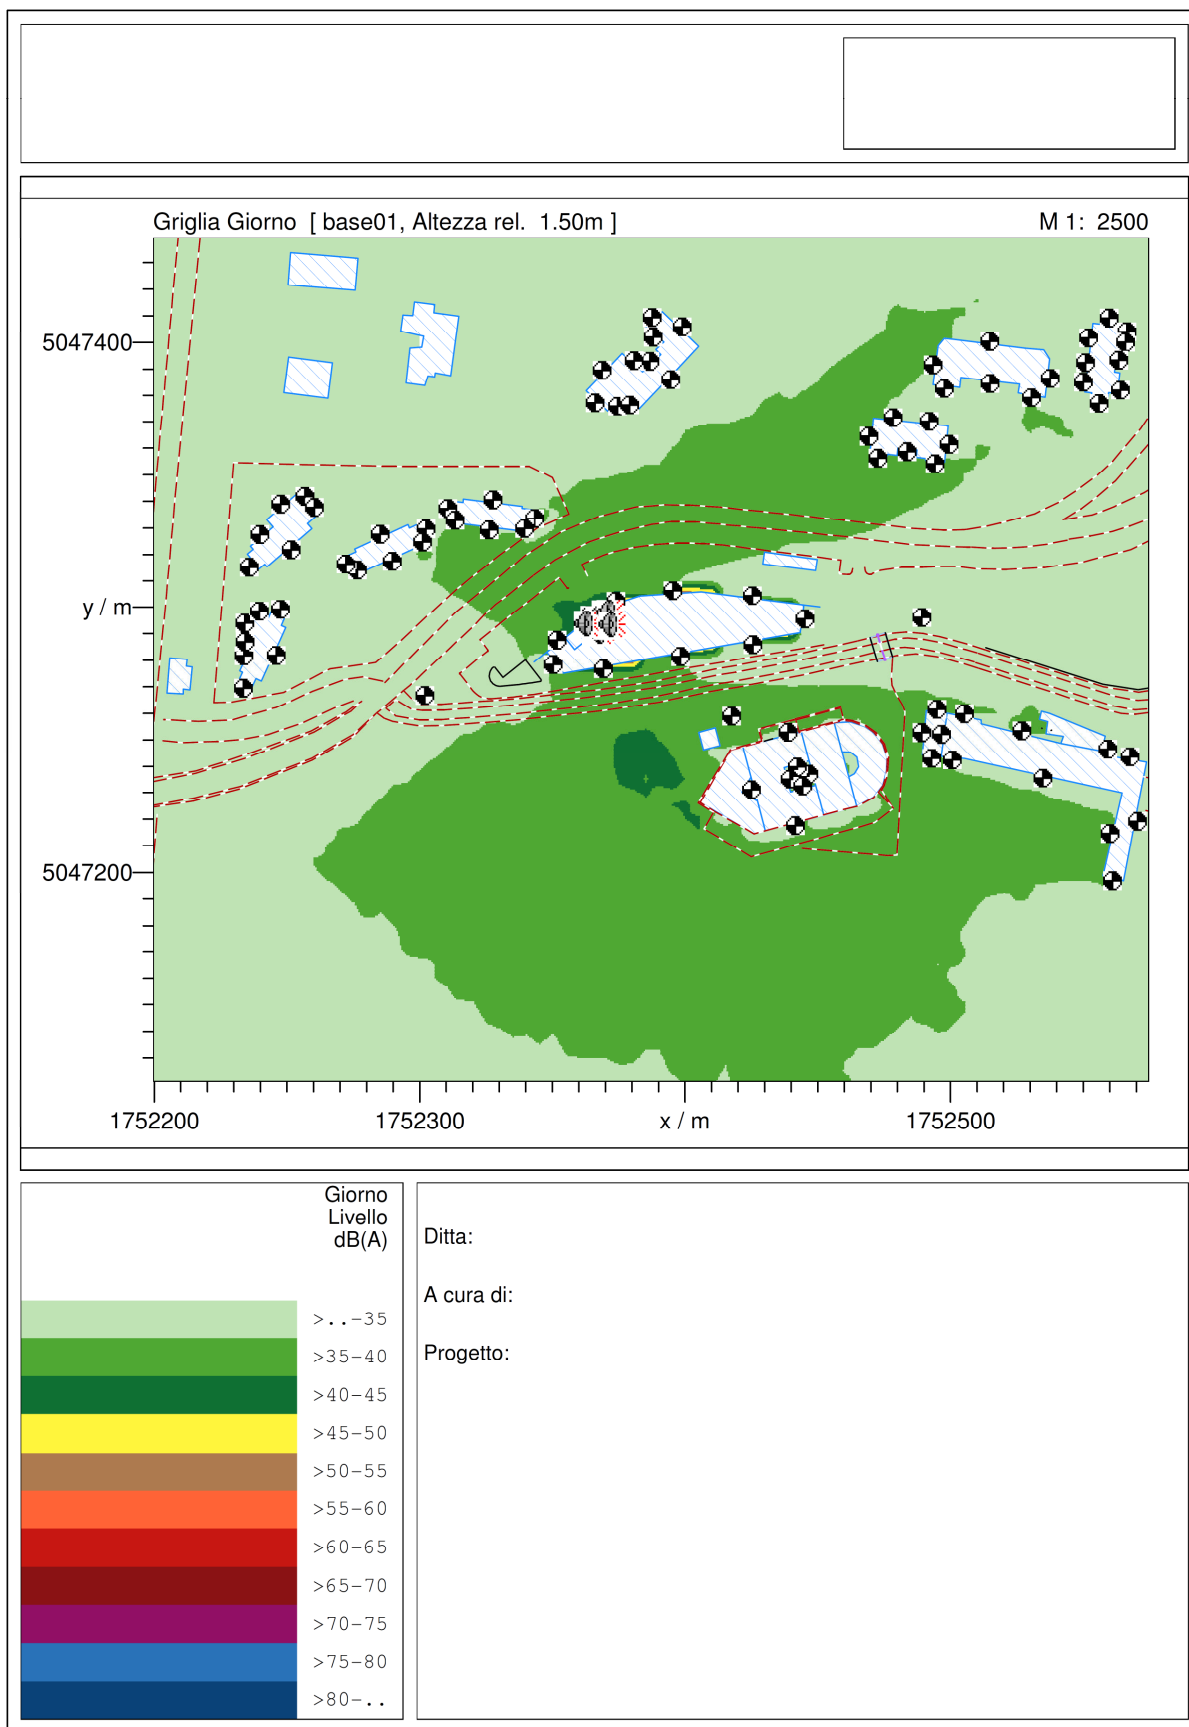 Griglia Giorno [ base01, Altezza rel. 1.50m ]
M 1: 2500
5047400
y / m
5047200
1752200
1752300
x / m
1752500
Giorno
Livello
dB(A)
>..-35
>35-40
>40-45
>45-50
>50-55
>55-60
>60-65
>65-70
>70-75
>75-80
>80-..
Ditta:
A cura di:
Progetto: